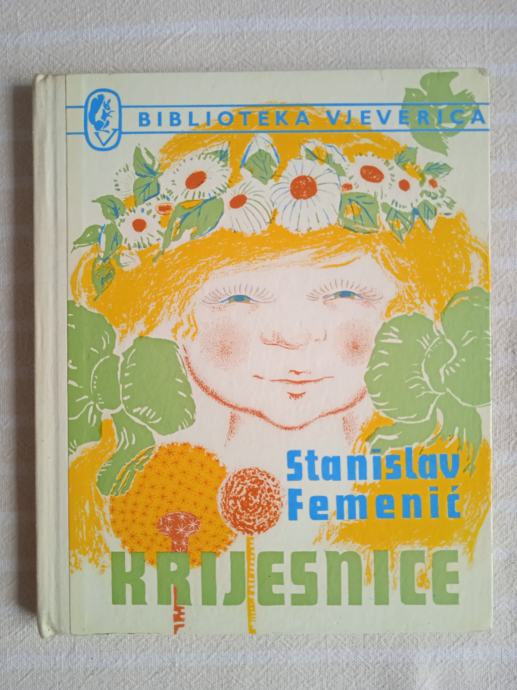 BIBLIOTEKA VJEVERICA
Stanislav
Femenić
KRIJESNICE